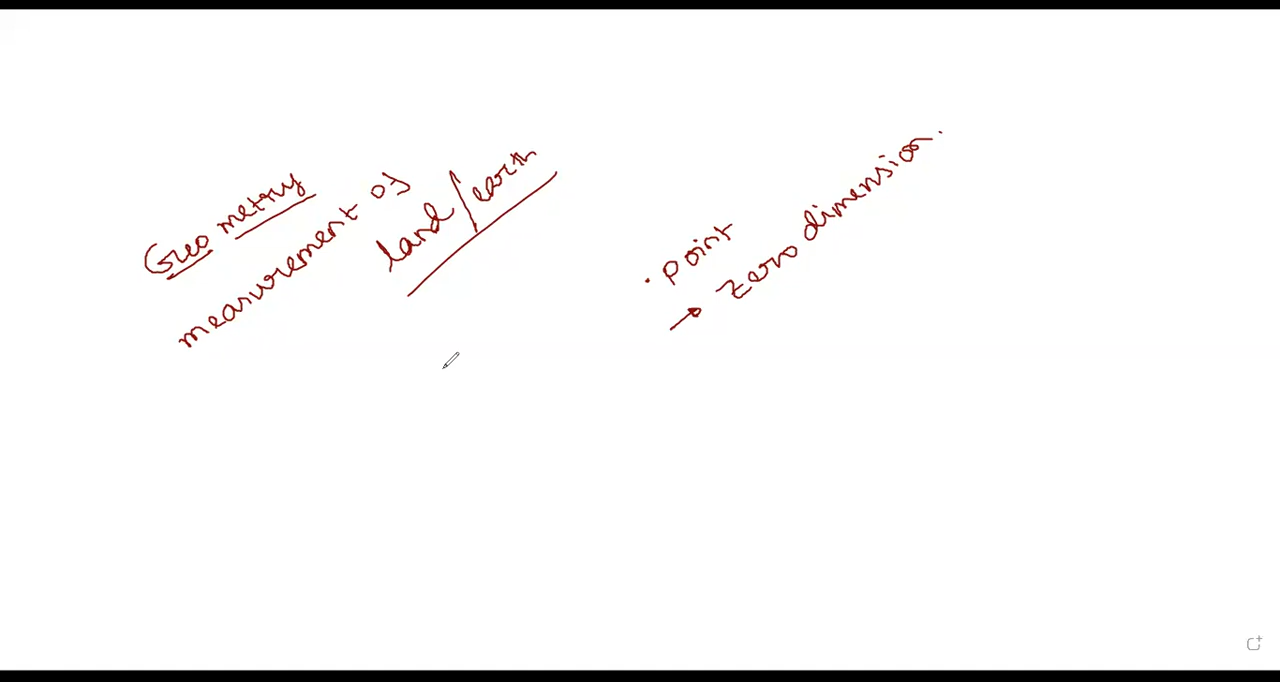 Geo metry
measurement of
land/earth
. point
→ zero dimension.